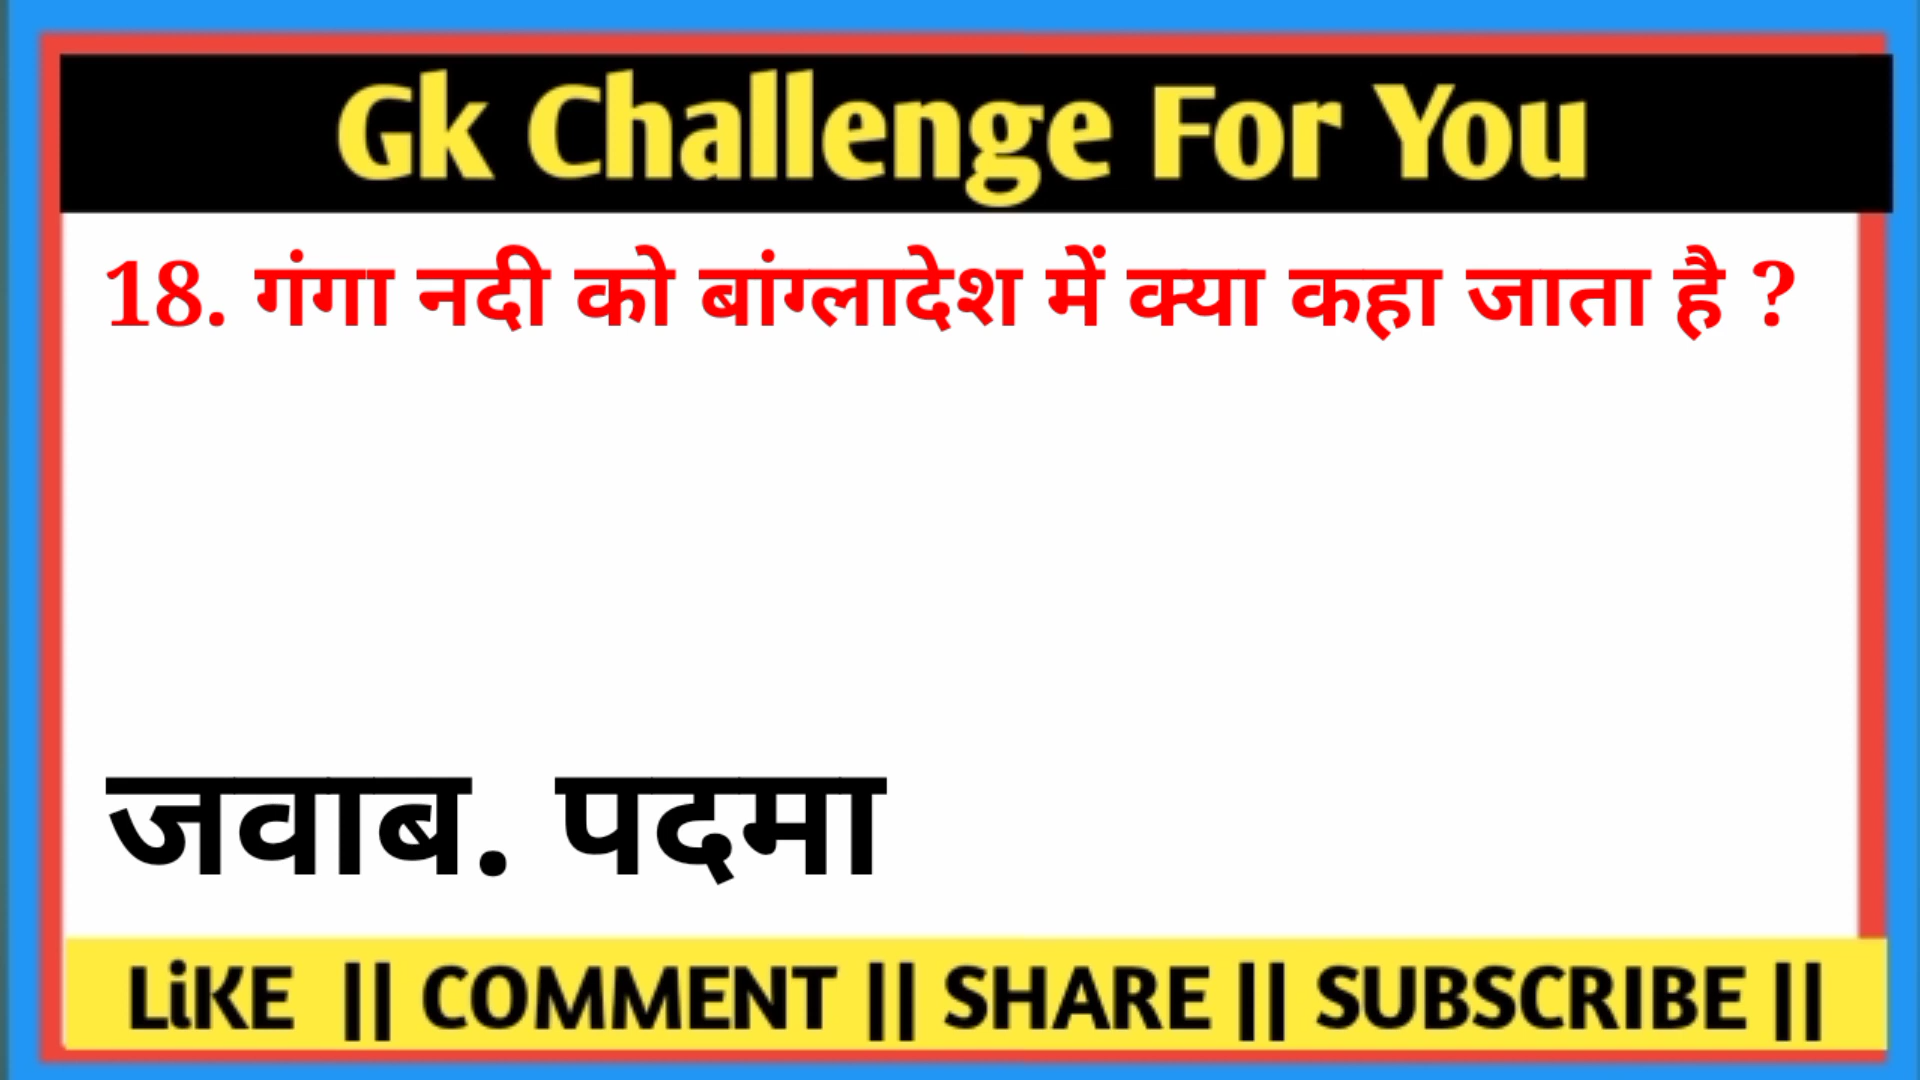 Gk Challenge For You
18. गंगा नदी को बांग्लादेश में क्या कहा जाता है ?
जवाब. पदमा
LiKE || COMMENT || SHARE || SUBSCRIBE ||